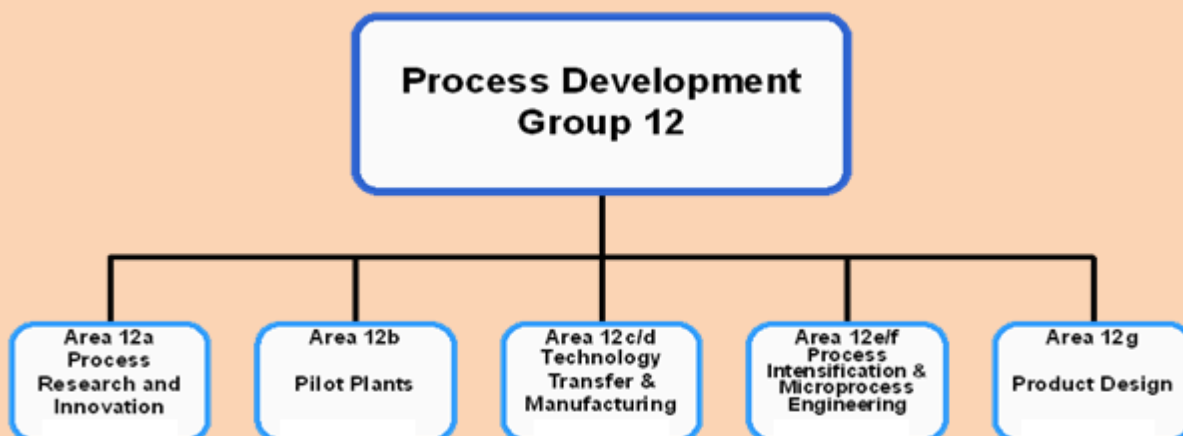 Process Development
Group 12
Area 12a
Process
Research and
Innovation
Area 12b
Pilot Plants
Area 12c/d
Technology
Transfer &
Manufacturing
Area 12e/f
Process
Intensification &
Microprocess
Engineering
Area 12g
Product Design